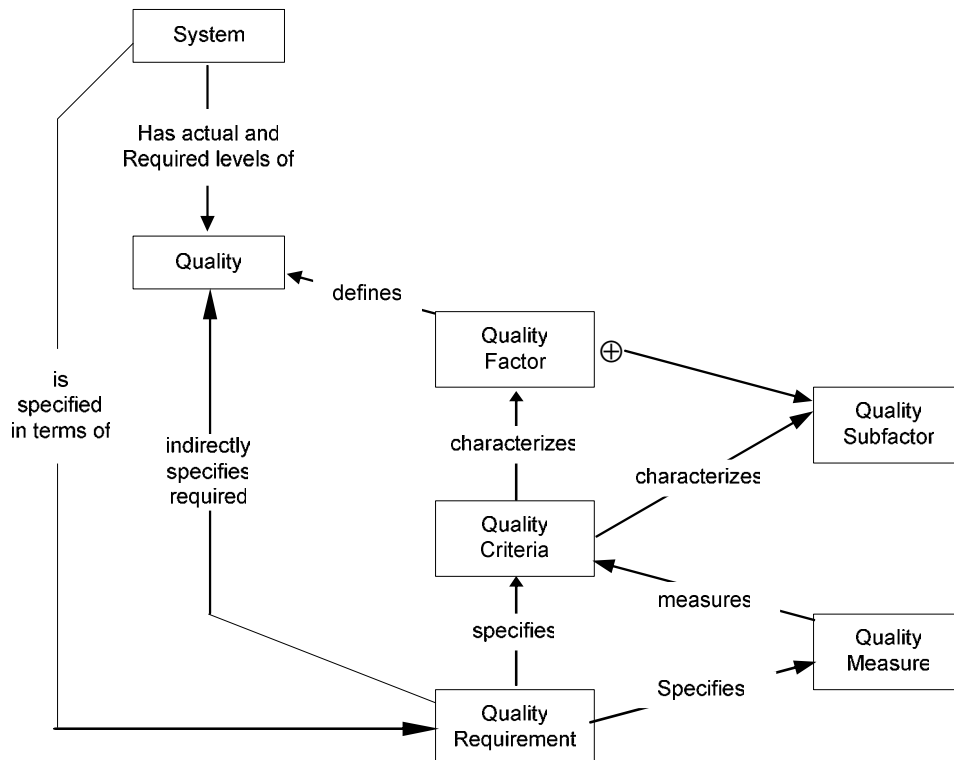 System
Has actual and
Required levels of
Quality
defines
Quality
Factor
is
specified
in terms of
Quality
Subfactor
indirectly
specifies
required
characterizes
characterizes
Quality
Criteria
measures
specifies
Quality
Measure
Specifies
Quality
Requirement